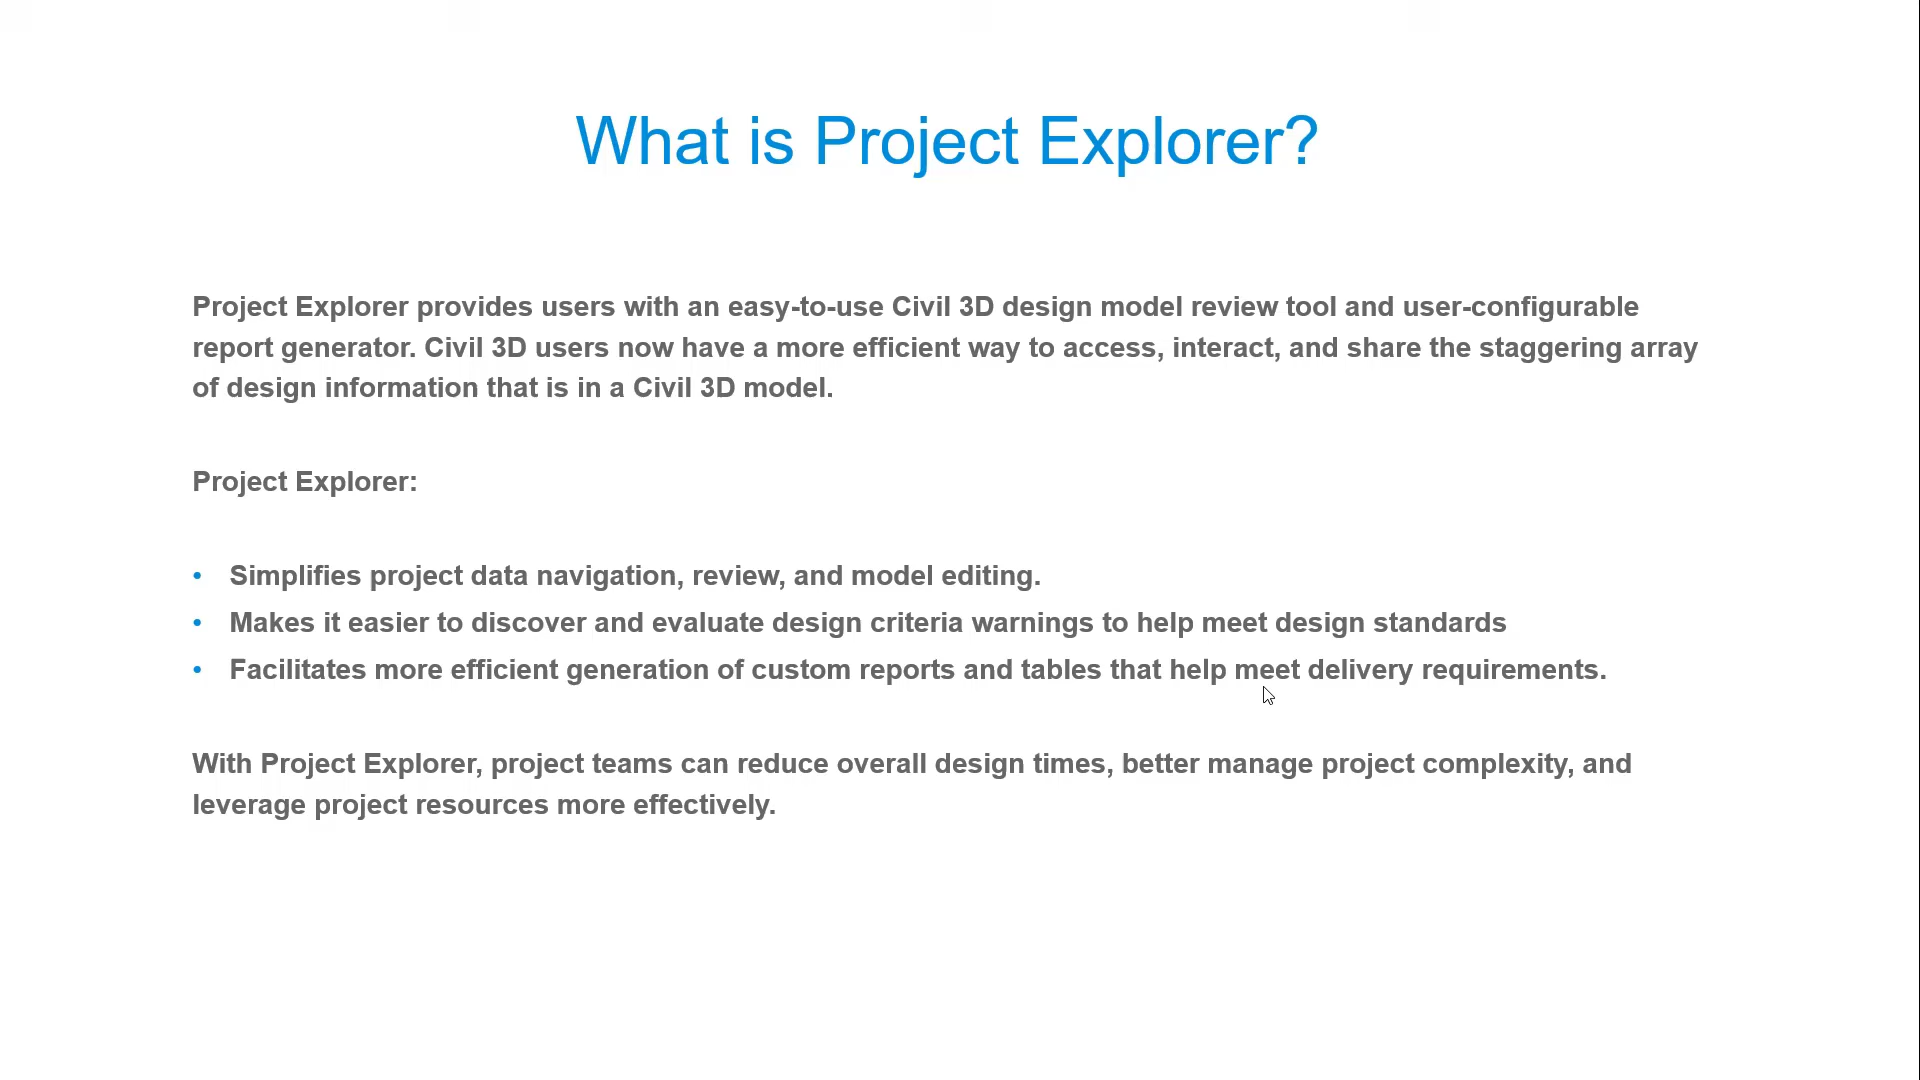 What is Project Explorer?
Project Explorer provides users with an easy-to-use Civil 3D design model review tool and user-configurable
report generator. Civil 3D users now have a more efficient way to access, interact, and share the staggering array
of design information that is in a Civil 3D model.
Project Explorer:
• Simplifies project data navigation, review, and model editing.
• Makes it easier to discover and evaluate design criteria warnings to help meet design standards
• Facilitates more efficient generation of custom reports and tables that help meet delivery requirements.
With Project Explorer, project teams can reduce overall design times, better manage project complexity, and
leverage project resources more effectively.